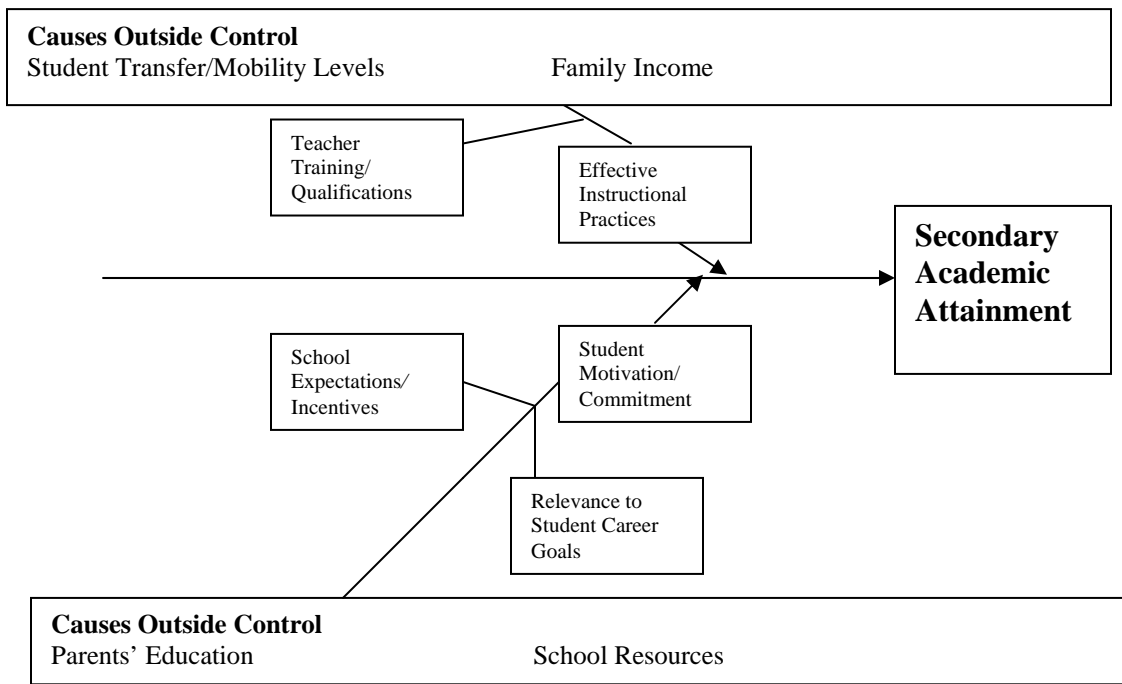 Causes Outside Control
Student Transfer/Mobility Levels Family Income
Teacher
Training/
Qualifications
Effective
Instructional
Practices
Secondary
Academic
Attainment
School
Expectations/
Incentives
Student
Motivation/
Commitment
Relevance to
Student Career
Goals
Causes Outside Control
Parents’ Education School Resources